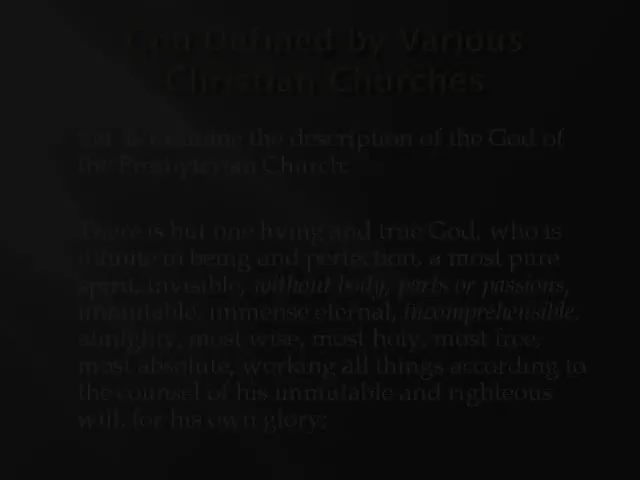 God Defined by Various
Christian Churches
Let us examine the description of the God of
the Presbyterian Church:
There is but one living and true God, who is
infinite in being and perfection, a most pure
spirit, invisible, without body, parts or passions,
immutable, immense eternal, incomprehensible,
almighty, most wise, most holy, most free,
most absolute, working all things according to
the counsel of his immutable and righteous
will, for his own glory;